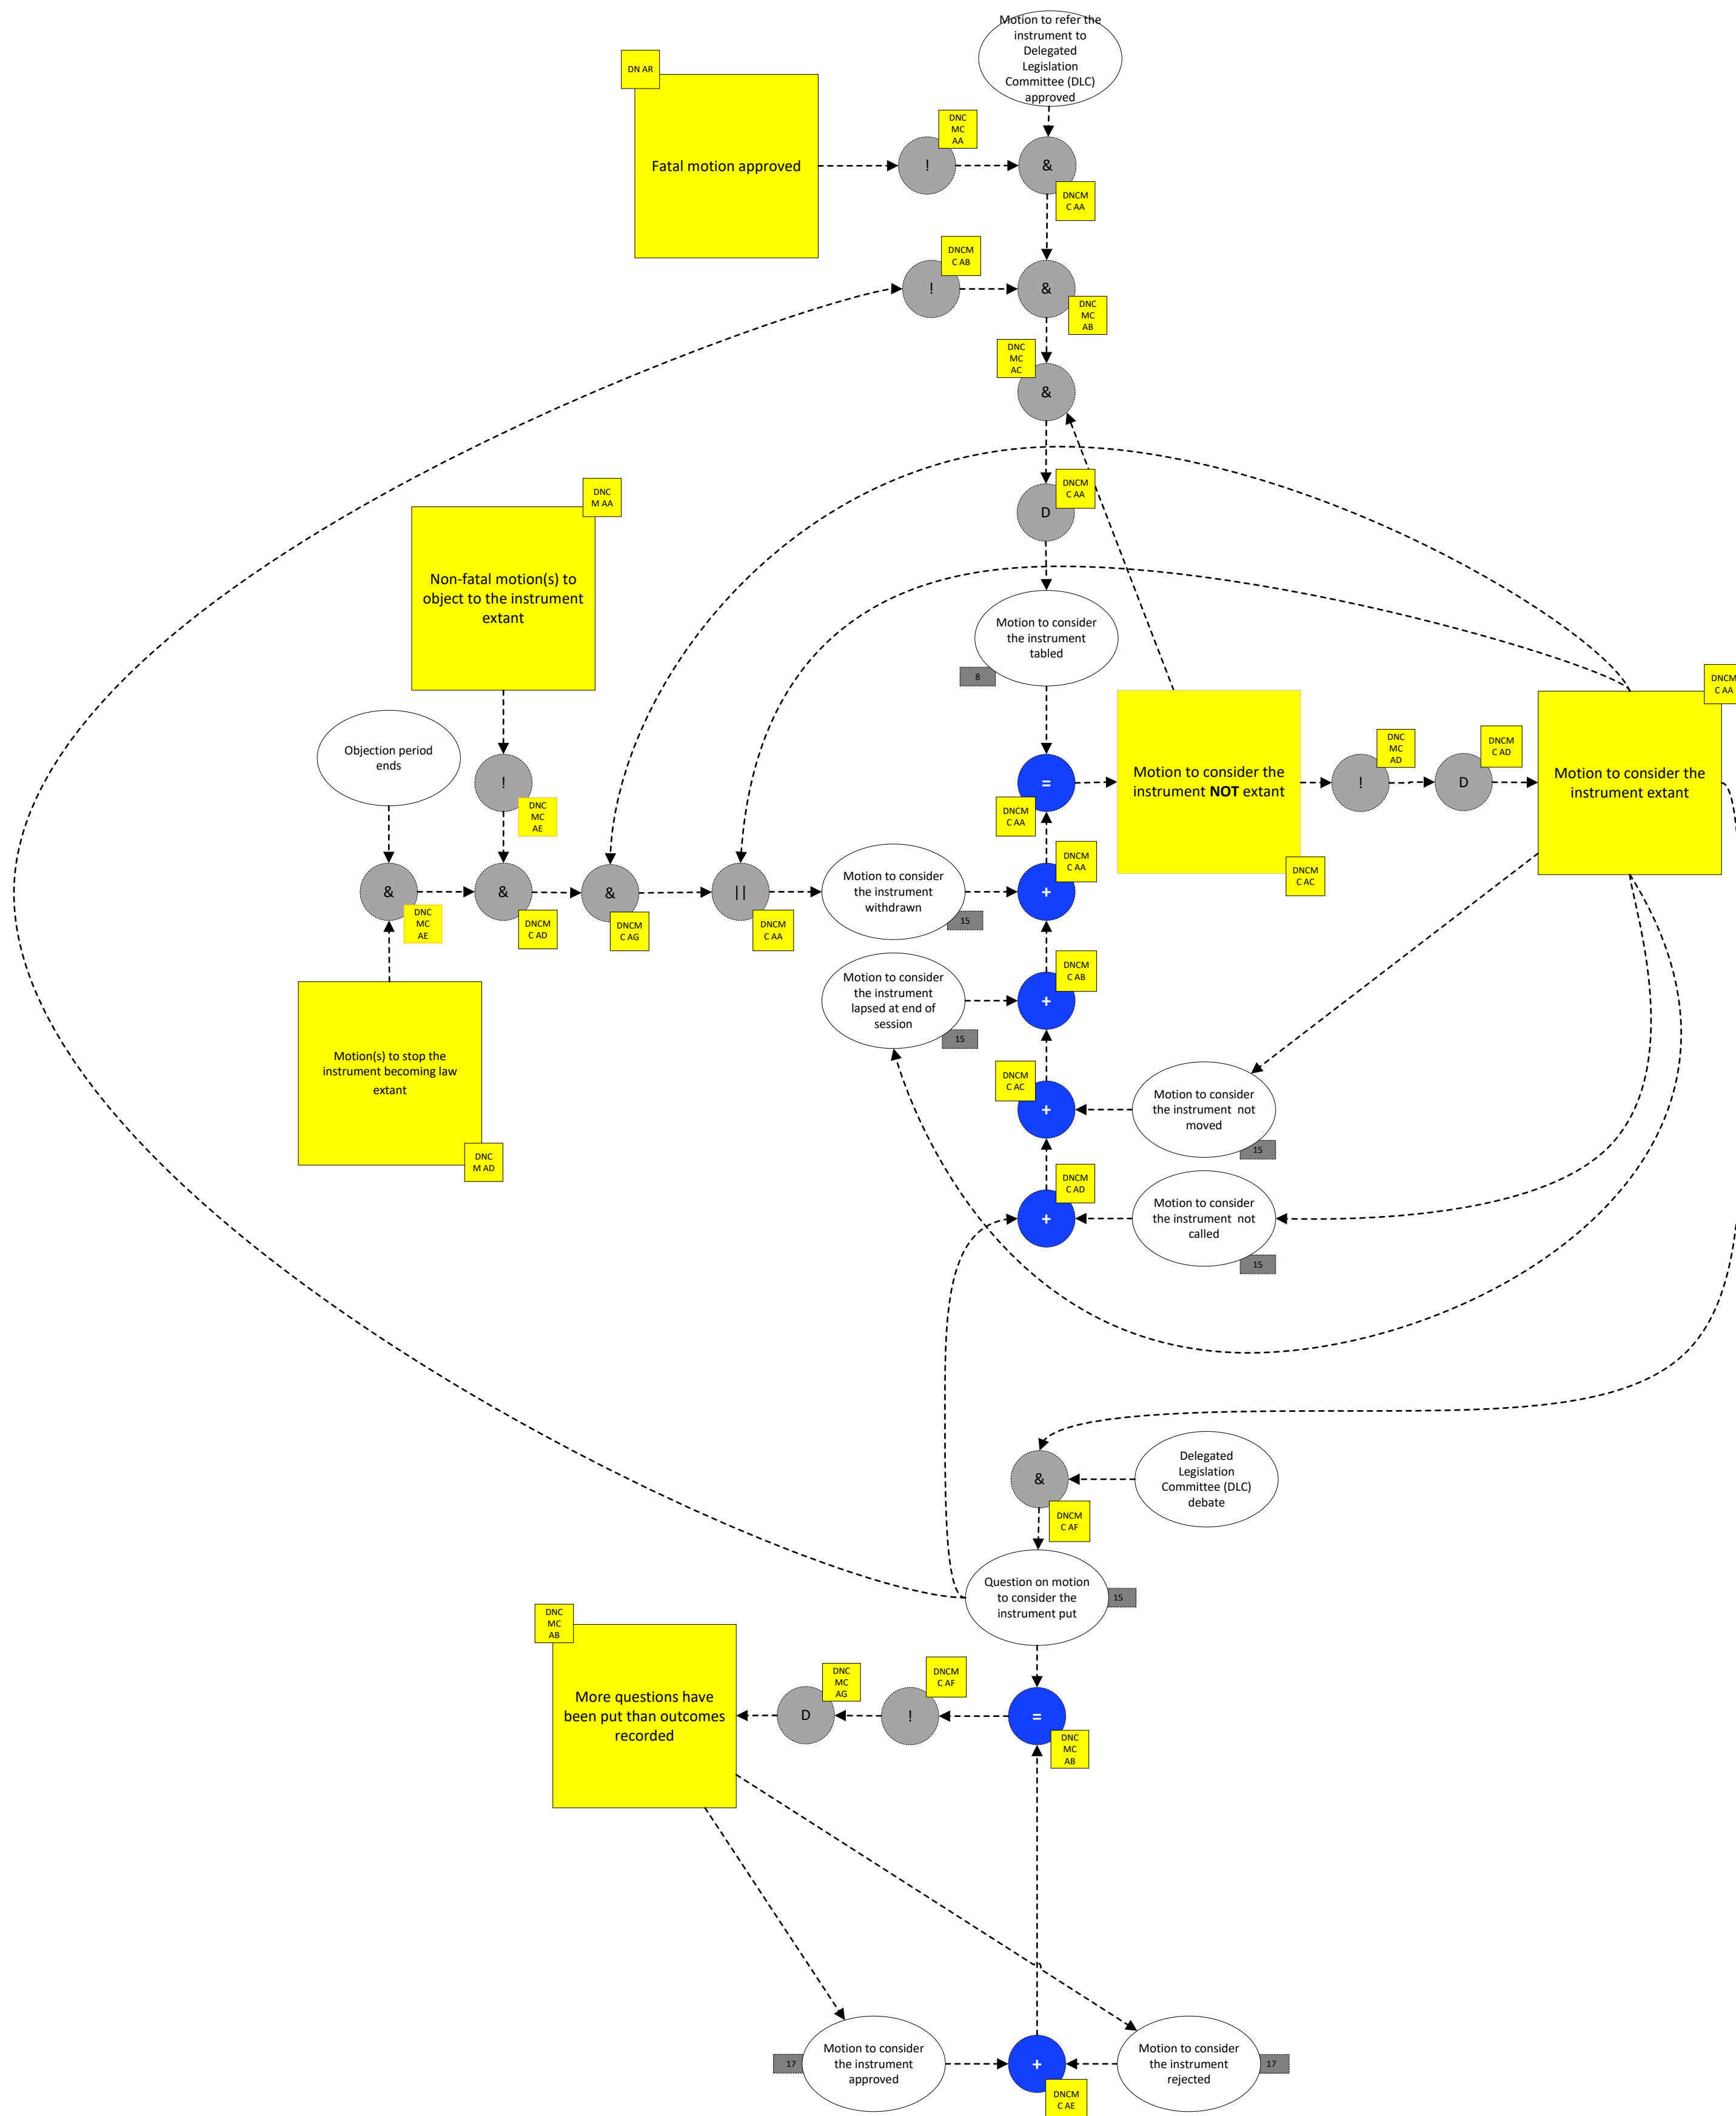 Motion to refer the
instrument to
Delegated
Legislation
Committee (DLC)
approved
DN AR
Fatal motion approved
DNC
MC
AA
!
&
DNCM
C AA
DNCM
C AB
!
&
DNC
MC
AB
DNC
MC
AC
&
DNCM
C AA
D
DNC
M AA
Non-fatal motion(s) to
object to the instrument
extant
Motion to consider
the instrument
tabled
8
Objection period
ends
!
DNC
MC
AE
=
DNCM
C AA
Motion to consider the
instrument NOT extant
DNCM
C AC
DNC
MC
AD
!
DNCM
C AD
D
DNCM
C AA
Motion to consider the
instrument extant
&
DNC
MC
AE
&
DNCM
C AD
&
DNCM
C AG
||
DNCM
C AA
Motion to consider
the instrument
withdrawn
15
DNCM
C AA
+
Motion to consider
the instrument
lapsed at end of
session
15
DNCM
C AB
+
Motion(s) to stop the
instrument becoming law
extant
DNC
M AD
DNCM
C AC
+
Motion to consider
the instrument not
moved
15
DNCM
C AD
+
Motion to consider
the instrument not
called
15
&
DNCM
C AF
Delegated
Legislation
Committee (DLC)
debate
Question on motion
to consider the
instrument put
15
DNC
MC
AB
More questions have
been put than outcomes
recorded
DNC
MC
AG
D
DNCM
C AF
!
=
DNC
MC
AB
17
Motion to consider
the instrument
approved
+
DNCM
C AE
Motion to consider
the instrument
rejected
17